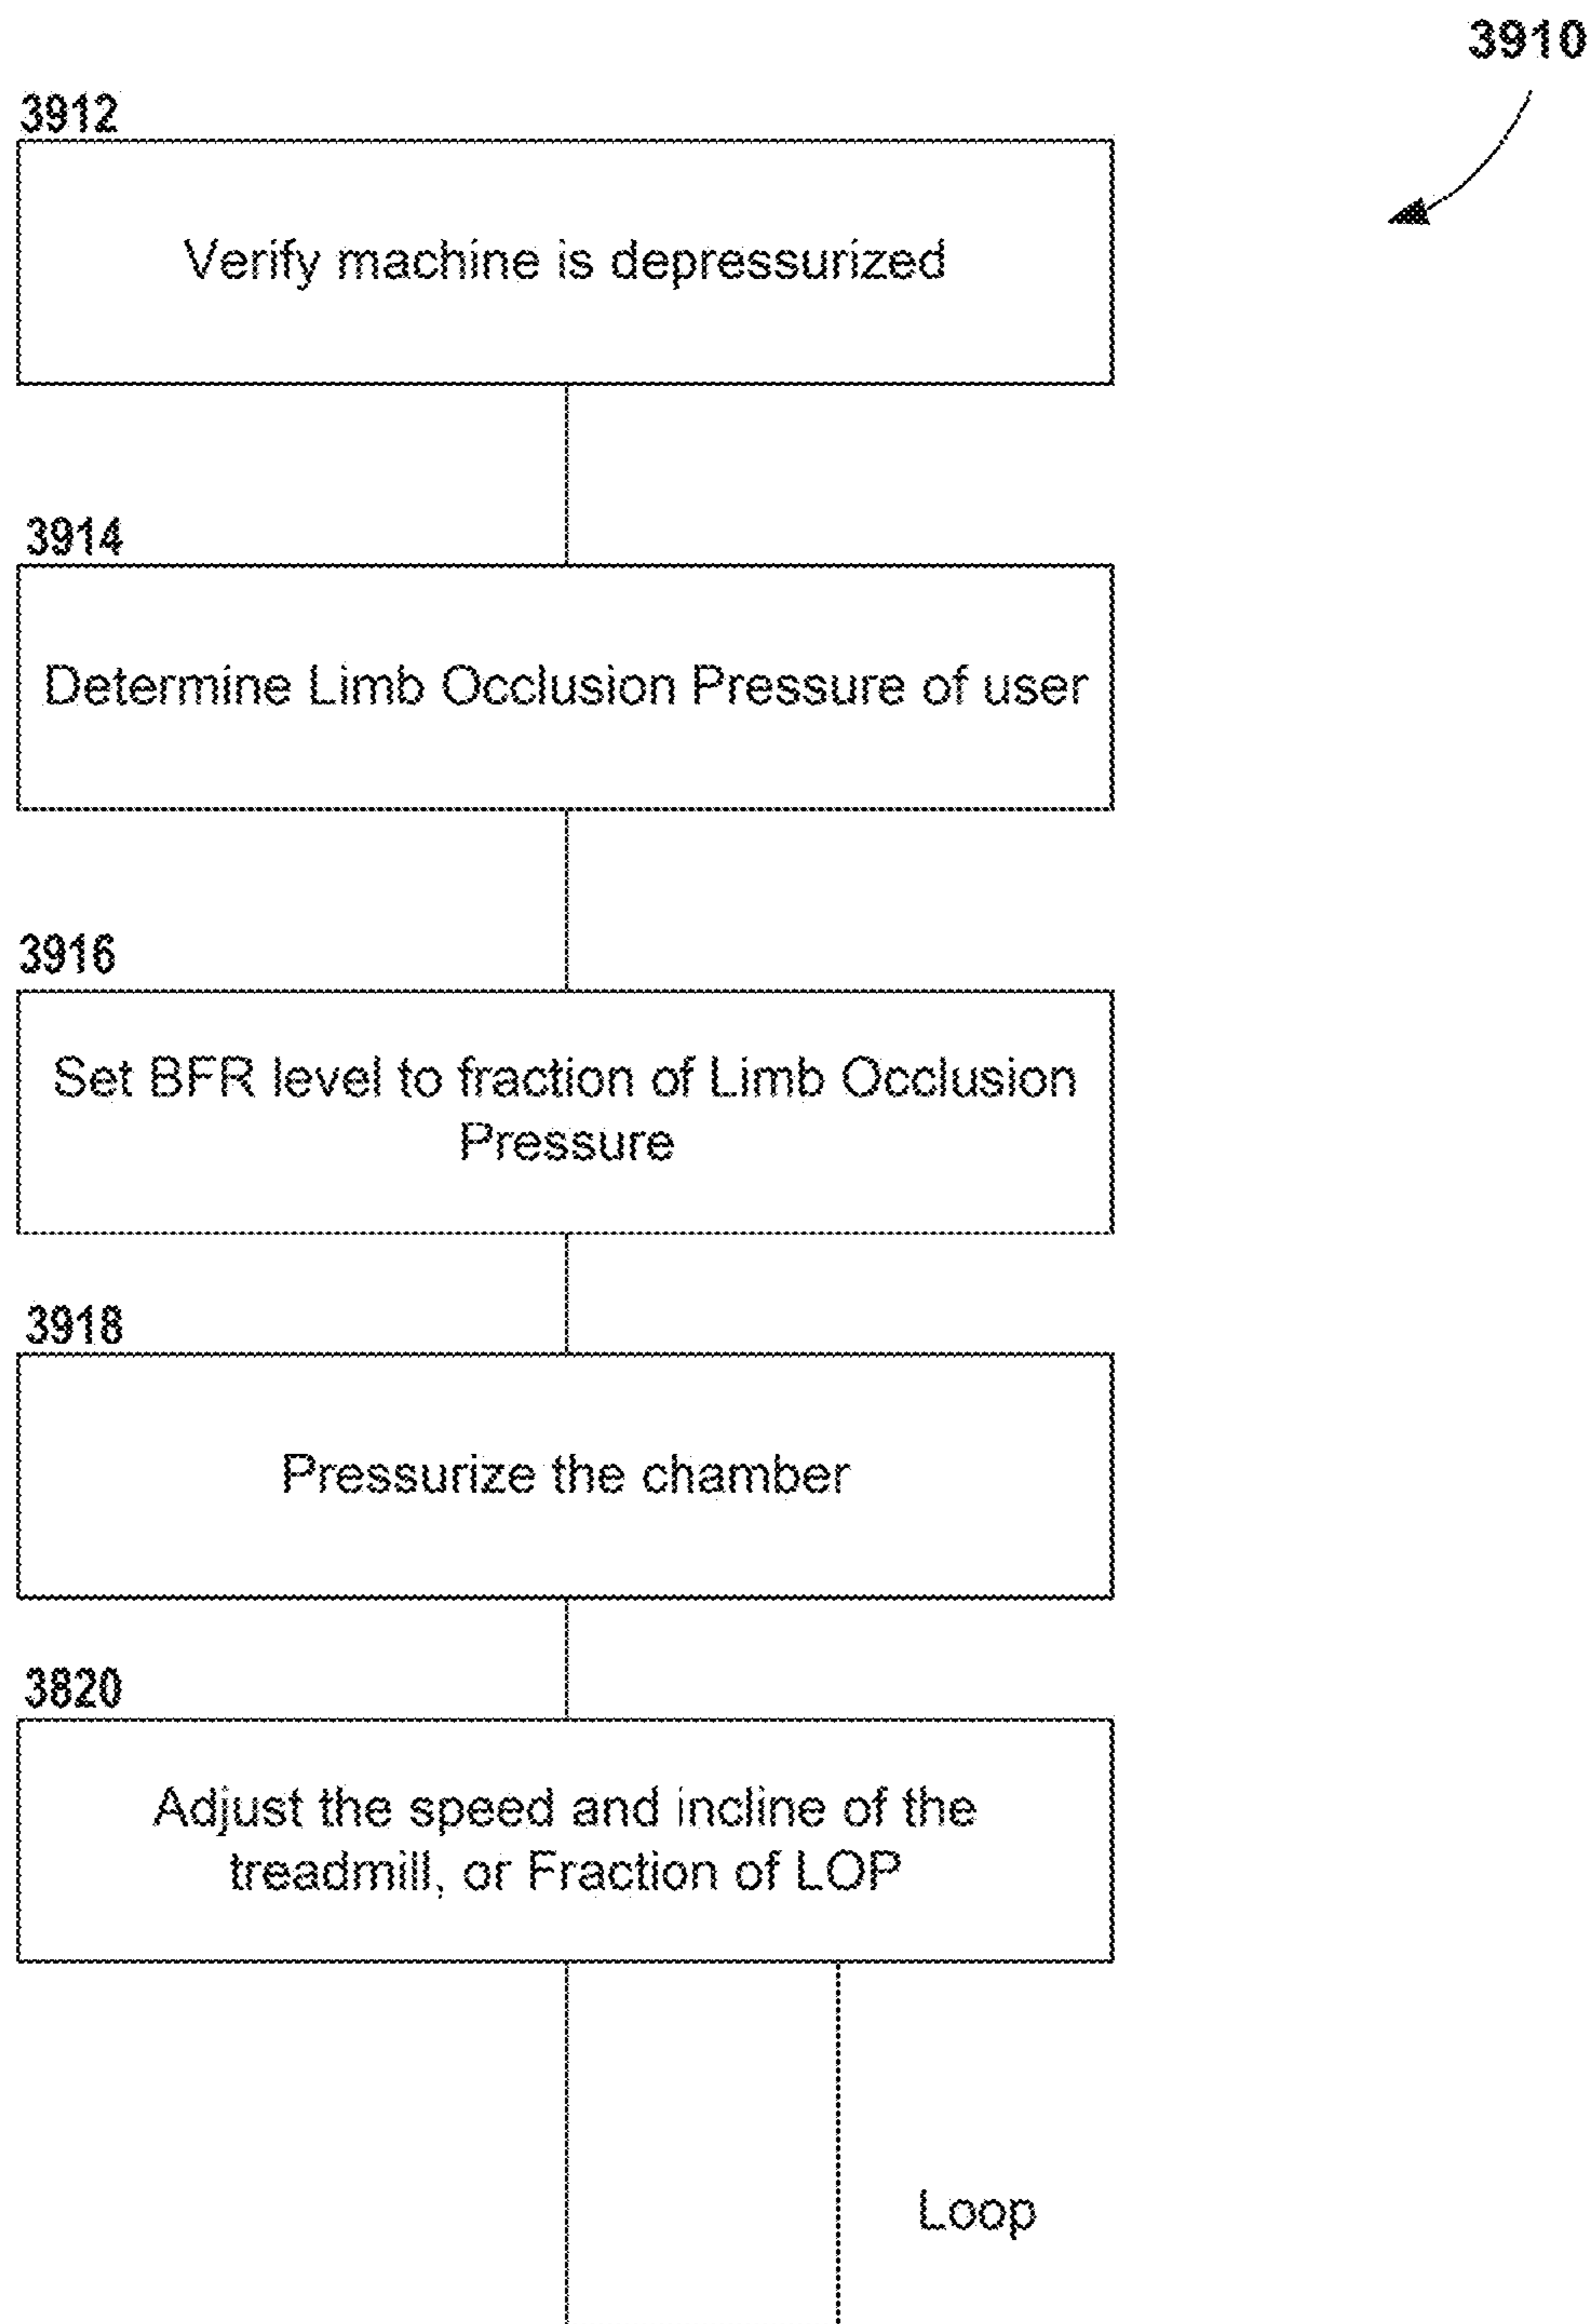 3910
3912
Verify machine is depressurized
3914
Determine Limb Occlusion Pressure of user
3916
Set BFR level to fraction of Limb Occlusion
Pressure
3918
Pressurize the chamber
3820
Adjust the speed and incline of the
treadmill, or Fraction of LOP
Loop